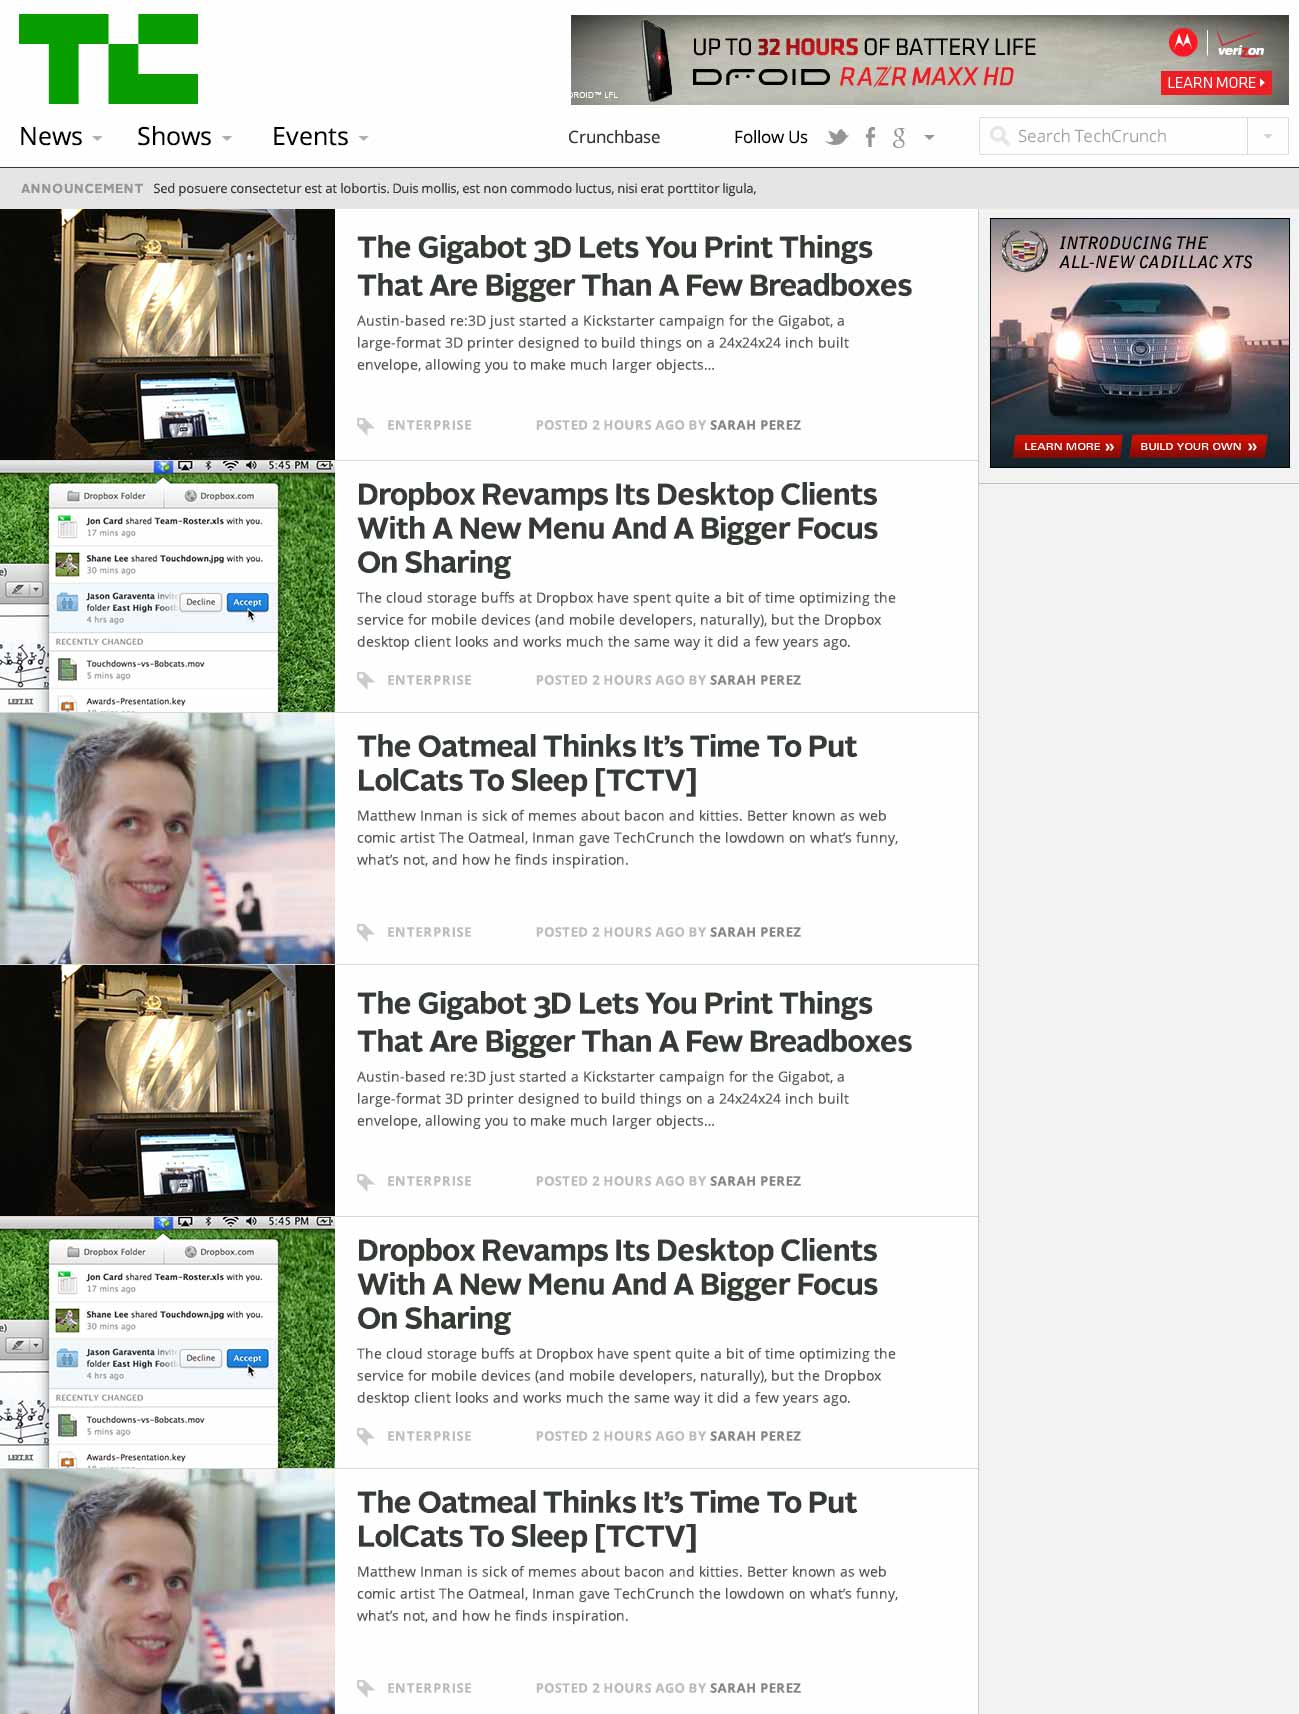 TC
UP TO 32 HOURS OF BATTERY LIFE
DROID RAZR MAXX HD
verizon
LEARN MORE
DROID™ LFL
News
Shows
Events
Crunchbase
Follow Us
Search TechCrunch
ANNOUNCEMENT Sed posuere consectetur est at lobortis. Duis mollis, est non commodo luctus, nisi erat porttitor ligula,
The Gigabot 3D Lets You Print Things
That Are Bigger Than A Few Breadboxes
Austin-based re:3D just started a Kickstarter campaign for the Gigabot, a
large-format 3D printer designed to build things on a 24x24x24 inch built
envelope, allowing you to make much larger objects...
ENTERPRISE
POSTED 2 HOURS AGO BY SARAH PEREZ
INTRODUCING THE
ALL-NEW CADILLAC XTS
LEARN MORE »
BUILD YOUR OWN »
5:45 PM
Dropbox Folder
Dropbox.com
Jon Card shared Team-Roster.xls with you.
17 mins ago
Shane Lee shared Touchdown.jpg with you.
30 mins ago
Jason Garaventa invite
folder East High Footb
4 hrs ago
Decline
Accept
RECENTLY CHANGED
Touchdowns-vs-Bobcats.mov
5 mins ago
Awards-Presentation.key
LEFT RT
Dropbox Revamps Its Desktop Clients
With A New Menu And A Bigger Focus
On Sharing
The cloud storage buffs at Dropbox have spent quite a bit of time optimizing the
service for mobile devices (and mobile developers, naturally), but the Dropbox
desktop client looks and works much the same way it did a few years ago.
ENTERPRISE
POSTED 2 HOURS AGO BY SARAH PEREZ
The Oatmeal Thinks It's Time To Put
LolCats To Sleep [TCTV]
Matthew Inman is sick of memes about bacon and kitties. Better known as web
comic artist The Oatmeal, Inman gave TechCrunch the lowdown on what's funny,
what's not, and how he finds inspiration.
ENTERPRISE
POSTED 2 HOURS AGO BY SARAH PEREZ
The Gigabot 3D Lets You Print Things
That Are Bigger Than A Few Breadboxes
Austin-based re:3D just started a Kickstarter campaign for the Gigabot, a
large-format 3D printer designed to build things on a 24x24x24 inch built
envelope, allowing you to make much larger objects...
ENTERPRISE
POSTED 2 HOURS AGO BY SARAH PEREZ
5:45 PM
Dropbox Folder
Dropbox.com
Jon Card shared Team-Roster.xls with you.
17 mins ago
Shane Lee shared Touchdown.jpg with you.
30 mins ago
Jason Garaventa invite
folder East High Footb
4 hrs ago
Decline
Accept
RECENTLY CHANGED
Touchdowns-vs-Bobcats.mov
5 mins ago
Awards-Presentation.key
LEFT RT
Dropbox Revamps Its Desktop Clients
With A New Menu And A Bigger Focus
On Sharing
The cloud storage buffs at Dropbox have spent quite a bit of time optimizing the
service for mobile devices (and mobile developers, naturally), but the Dropbox
desktop client looks and works much the same way it did a few years ago.
ENTERPRISE
POSTED 2 HOURS AGO BY SARAH PEREZ
The Oatmeal Thinks It's Time To Put
LolCats To Sleep [TCTV]
Matthew Inman is sick of memes about bacon and kitties. Better known as web
comic artist The Oatmeal, Inman gave TechCrunch the lowdown on what's funny,
what's not, and how he finds inspiration.
ENTERPRISE
POSTED 2 HOURS AGO BY SARAH PEREZ